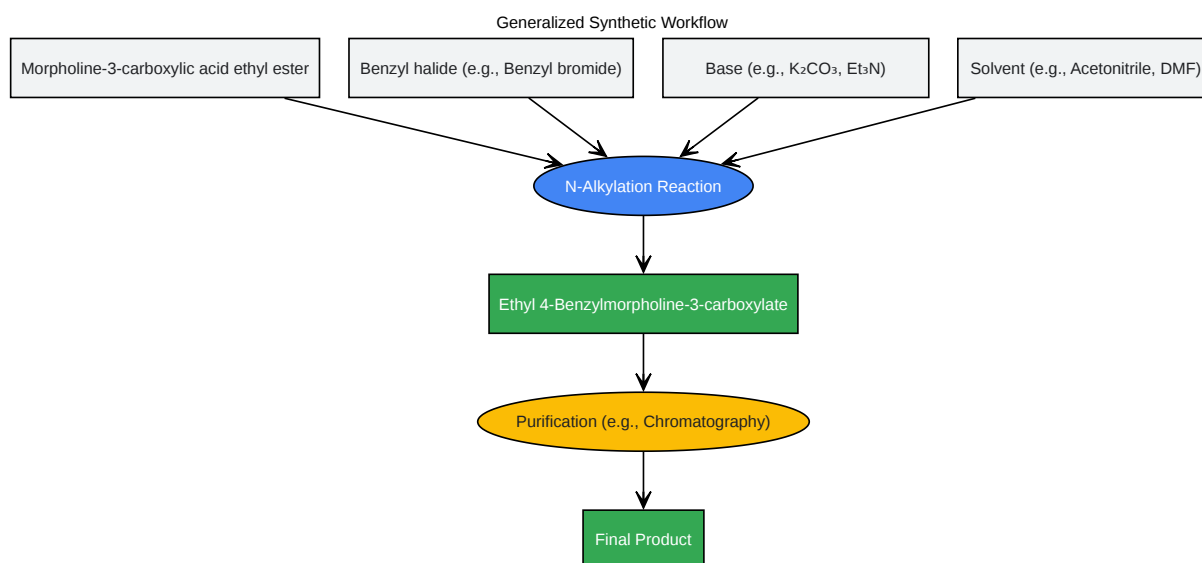 Generalized Synthetic Workflow
Morpholine-3-carboxylic acid ethyl ester
Benzyl halide (e.g., Benzyl bromide)
Base (e.g., K₂CO₃, Et₃N)
Solvent (e.g., Acetonitrile, DMF)
N-Alkylation Reaction
Ethyl 4-Benzylmorpholine-3-carboxylate
Purification (e.g., Chromatography)
Final Product